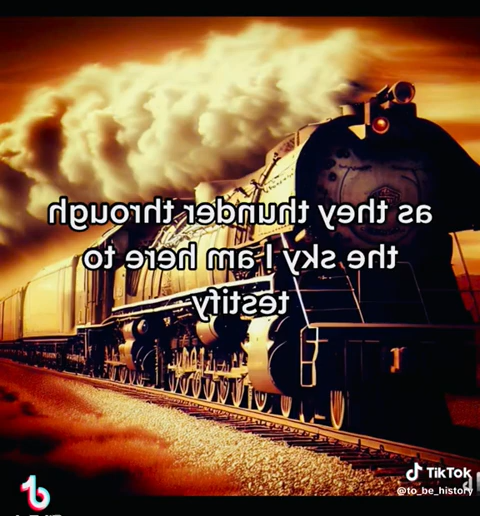 as they thunder through
the sky I am here to
testify
TikTok
@to_be_history